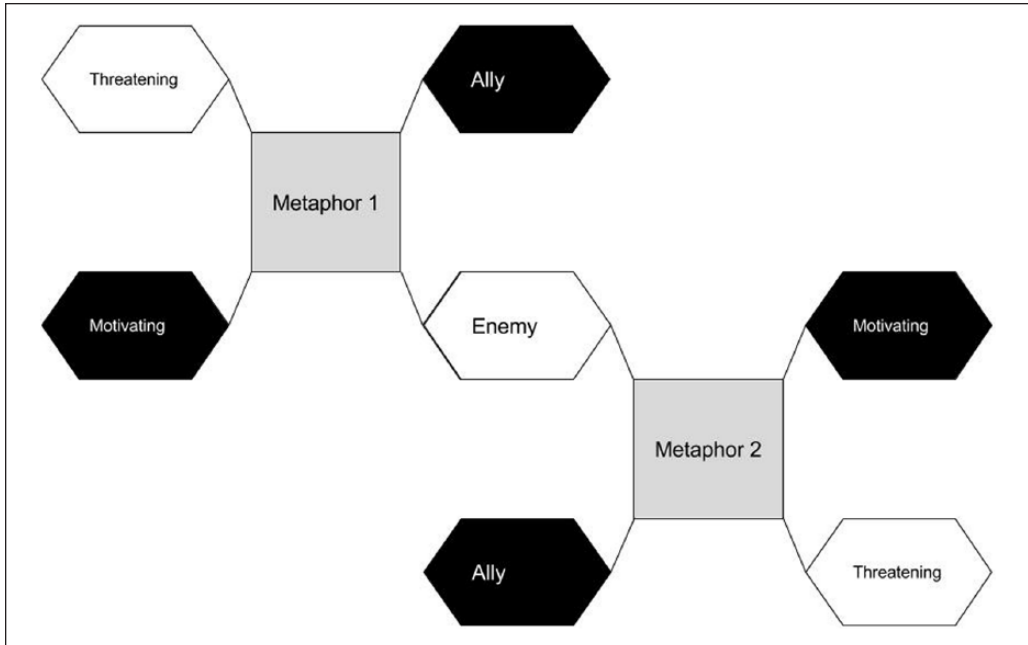 Threatening
Ally
Metaphor 1
Motivating
Enemy
Motivating
Metaphor 2
Ally
Threatening